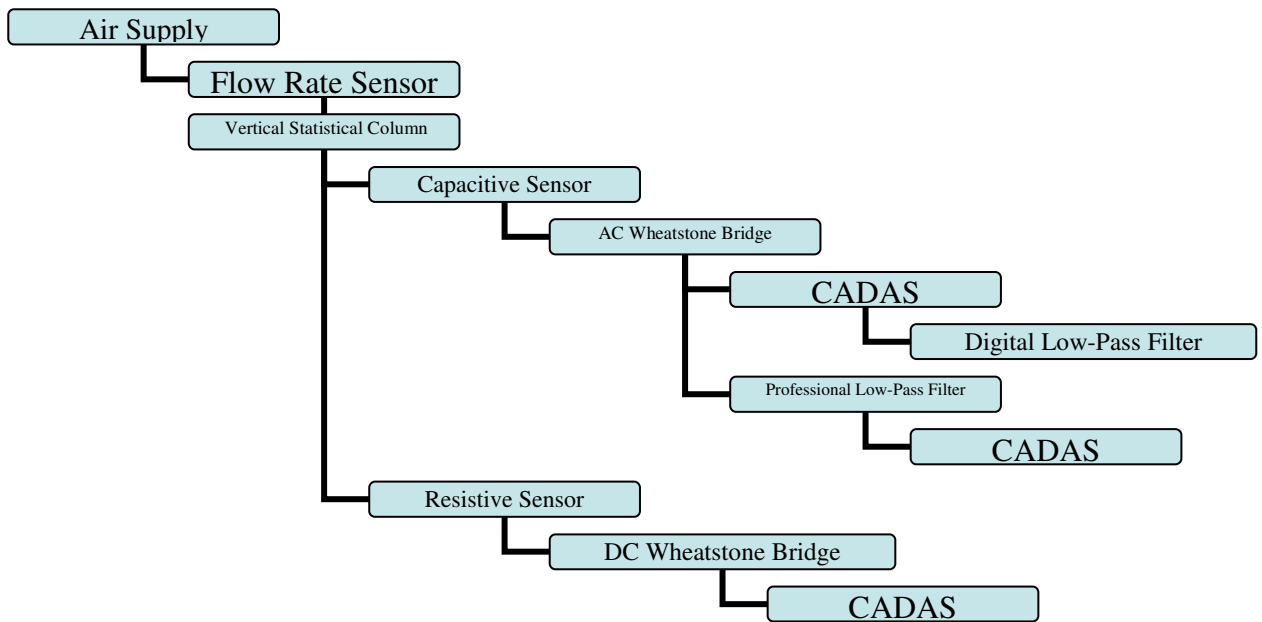 Air Supply
Flow Rate Sensor
Vertical Statistical Column
Capacitive Sensor
AC Wheatstone Bridge
CADAS
Digital Low-Pass Filter
Professional Low-Pass Filter
CADAS
Resistive Sensor
DC Wheatstone Bridge
CADAS